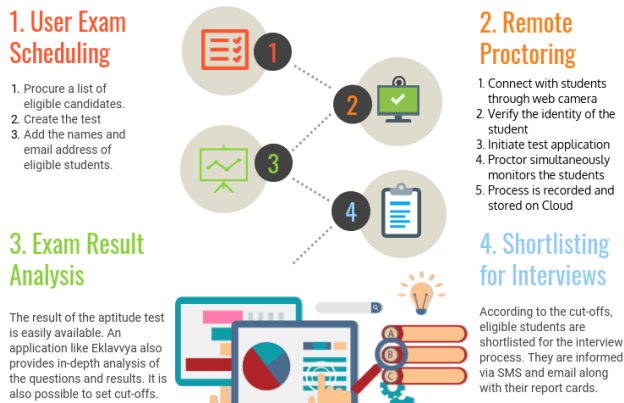 1. User Exam
Scheduling
1. Procure a list of
eligible candidates.
2. Create the test
3. Add the names and
email address of
eligible students.
1
2
3
4
2. Remote
Proctoring
1. Connect with students
through web camera
2. Verify the identity of the
student
3. Initiate test application
4. Proctor simultaneously
monitors the students
5. Process is recorded and
stored on Cloud
3. Exam Result
Analysis
The result of the aptitude test
is easily available. An
application like Eklavvya also
provides in-depth analysis of
the questions and results. It is
also possible to set cut-offs.
4. Shortlisting
for Interviews
According to the cut-offs,
eligible students are
shortlisted for the interview
process. They are informed
via SMS and email along
with their report cards.
A
B
C